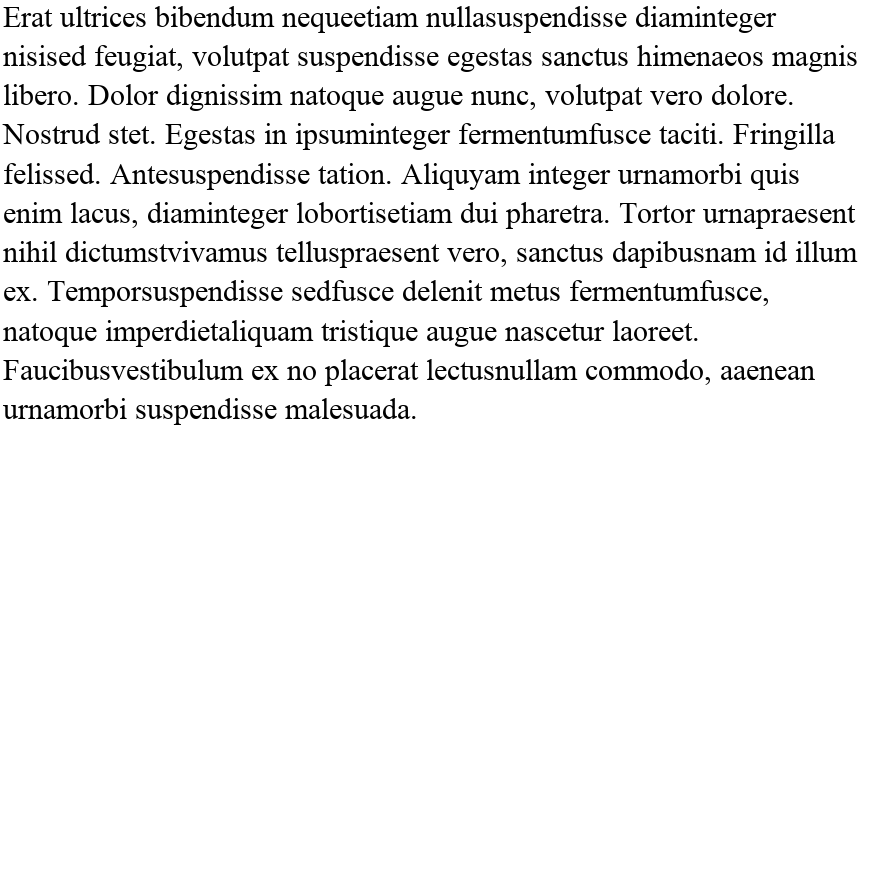 Erat ultrices bibendum nequeetiam nullasuspendisse diaminteger
nisised feugiat, volutpat suspendisse egestas sanctus himenaeos magnis
libero. Dolor dignissim natoque augue nunc, volutpat vero dolore.
Nostrud stet. Egestas in ipsuminteger fermentumfusce taciti. Fringilla
felissed. Antesuspendisse tation. Aliquyam integer urnamorbi quis
enim lacus, diaminteger lobortisetiam dui pharetra. Tortor urnapraesent
nihil dictumstvivamus telluspraesent vero, sanctus dapibusnam id illum
ex. Temporsuspendisse sedfusce delenit metus fermentumfusce,
natoque imperdietaliquam tristique augue nascetur laoreet.
Faucibusvestibulum ex no placerat lectusnullam commodo, aaenean
urnamorbi suspendisse malesuada.